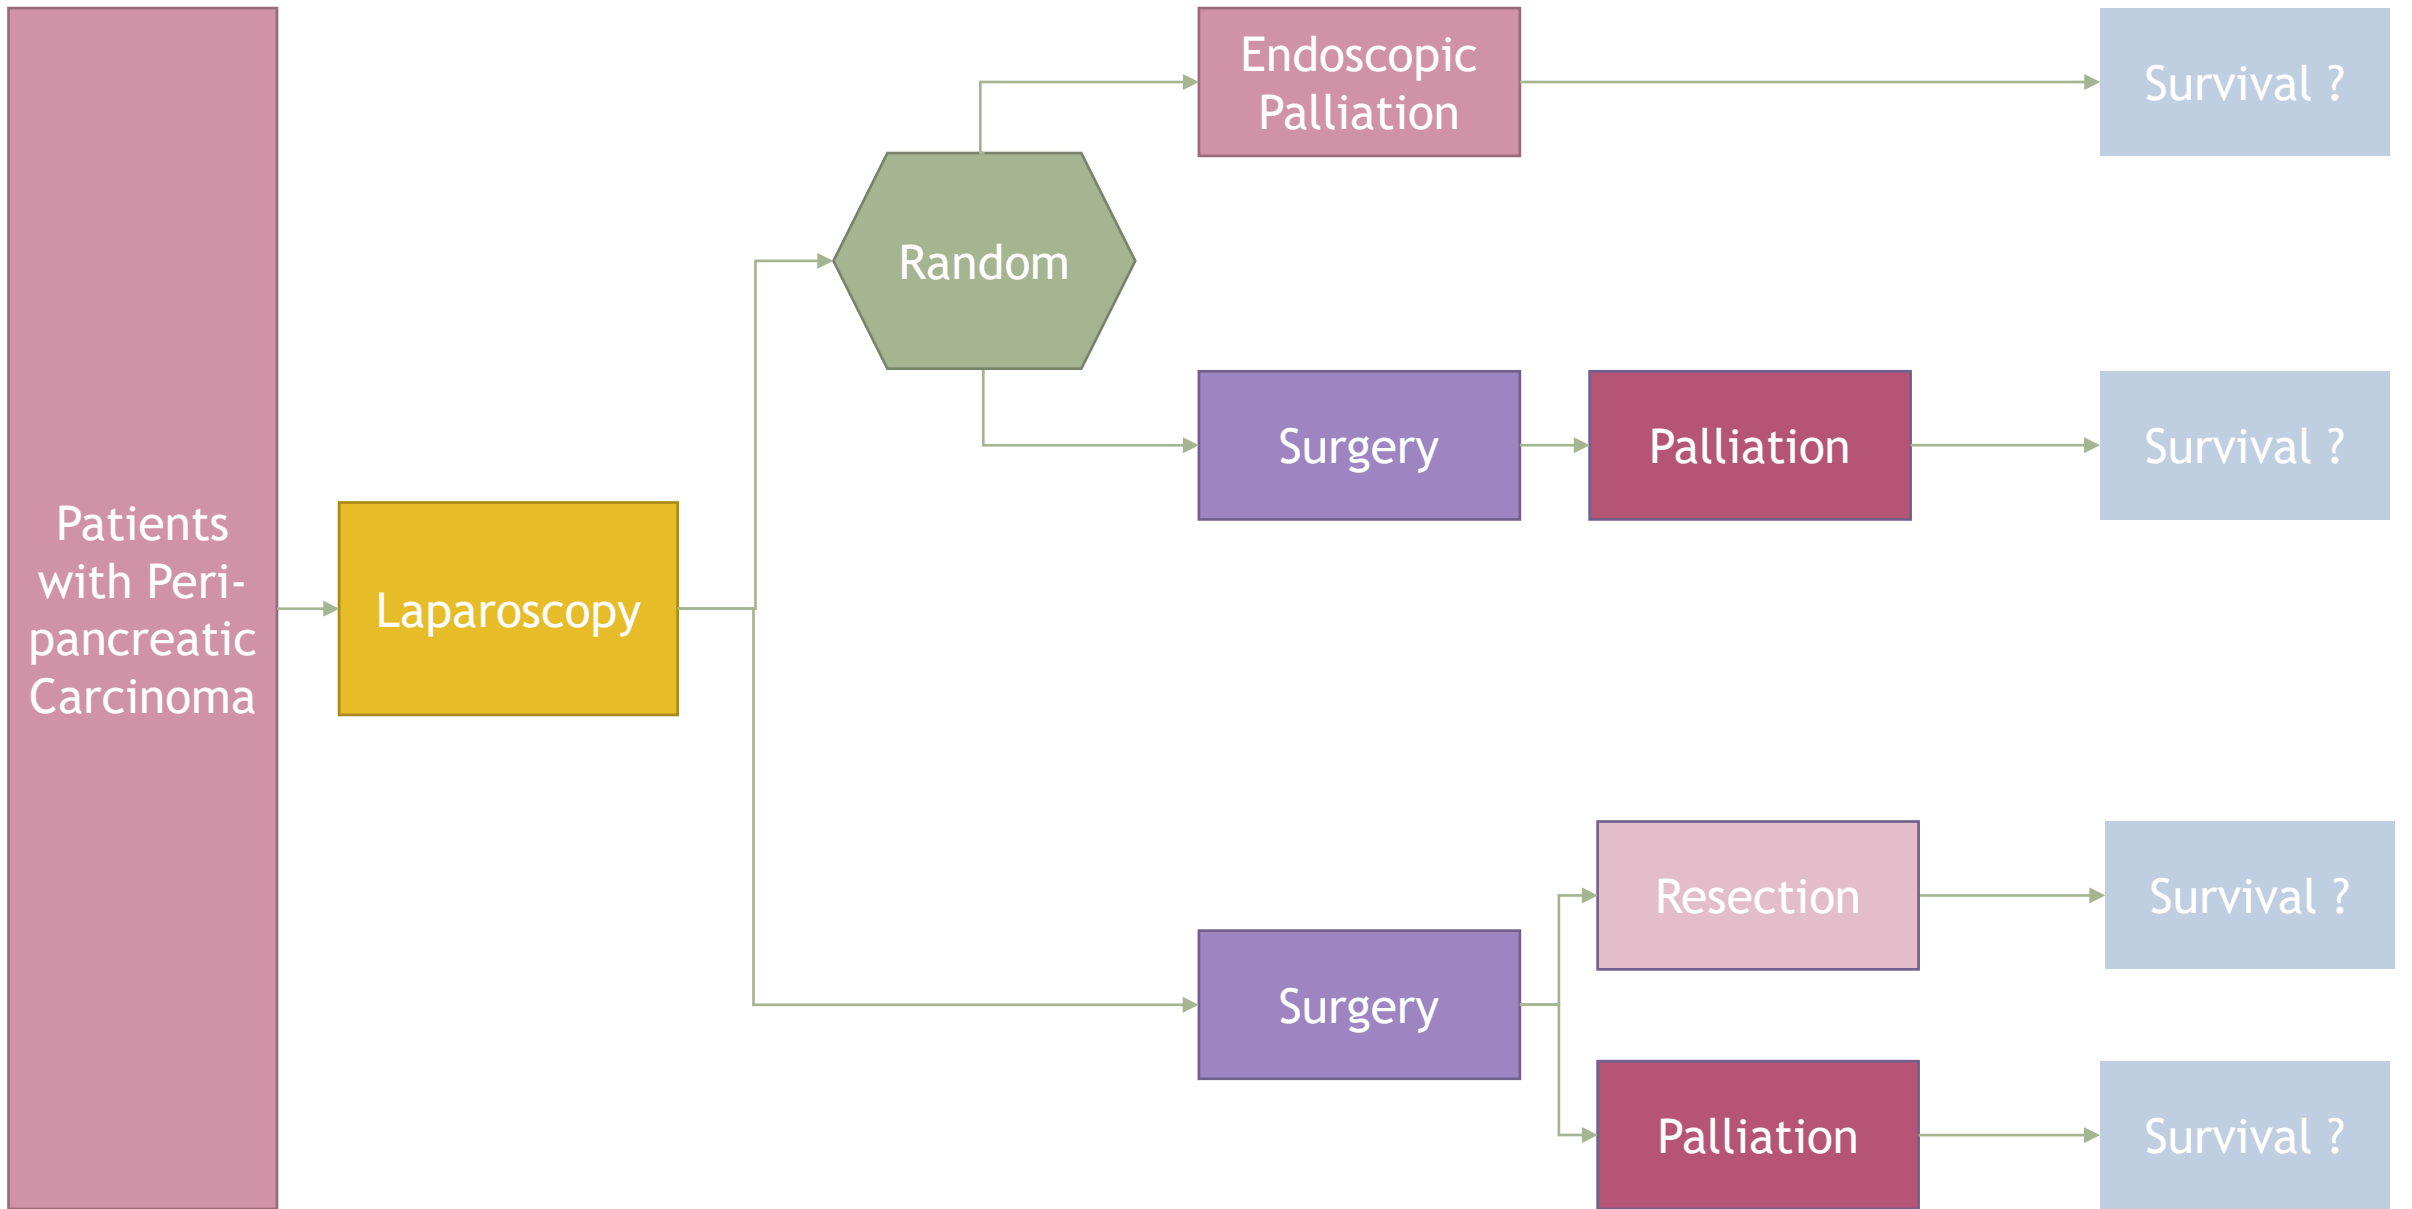 Patients
with Peri-
pancreatic
Carcinoma
Laparoscopy
Random
Endoscopic
Palliation
Survival ?
Surgery
Palliation
Survival ?
Surgery
Resection
Survival ?
Palliation
Survival ?